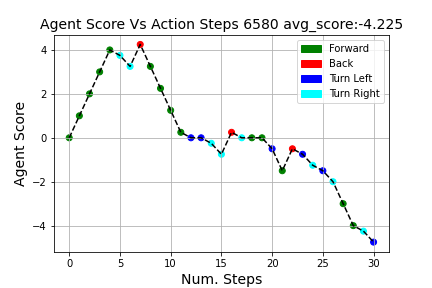 Agent Score Vs Action Steps 6580 avg_score:-4.225
Agent Score
4
2
0
−2
−4
Forward
Back
Turn Left
Turn Right
0 5 10 15 20 25 30
Num. Steps